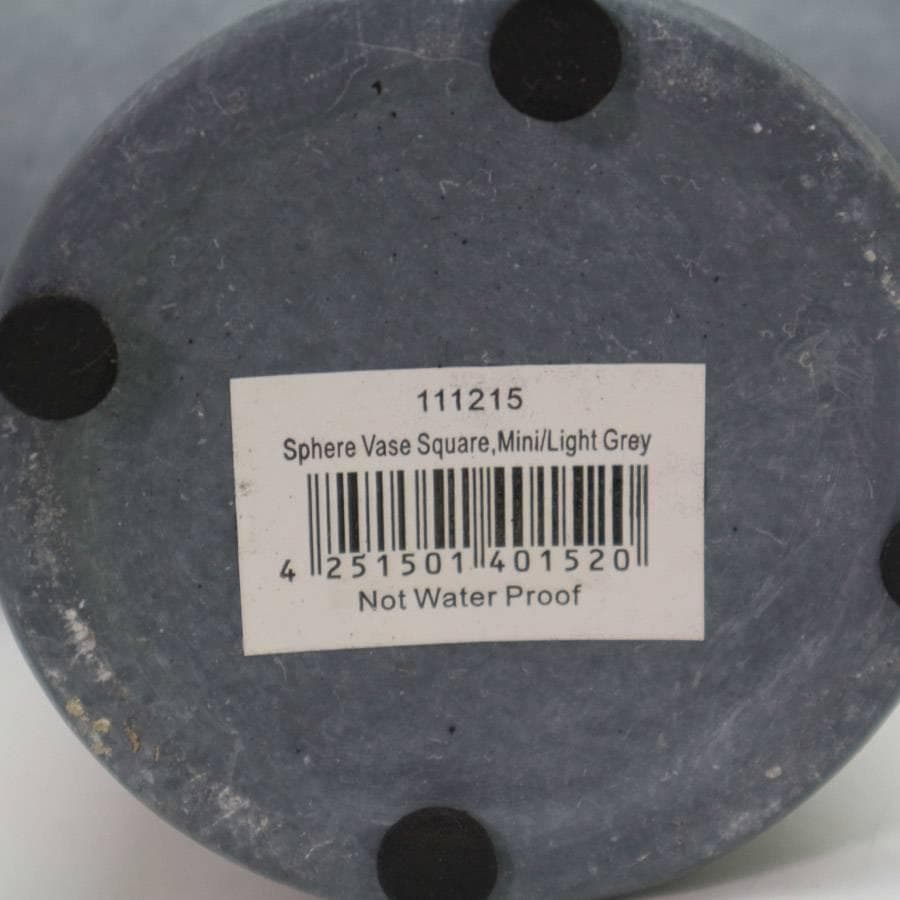 111215
Sphere Vase Square,Mini/Light Grey
4 251501 401520
Not Water Proof